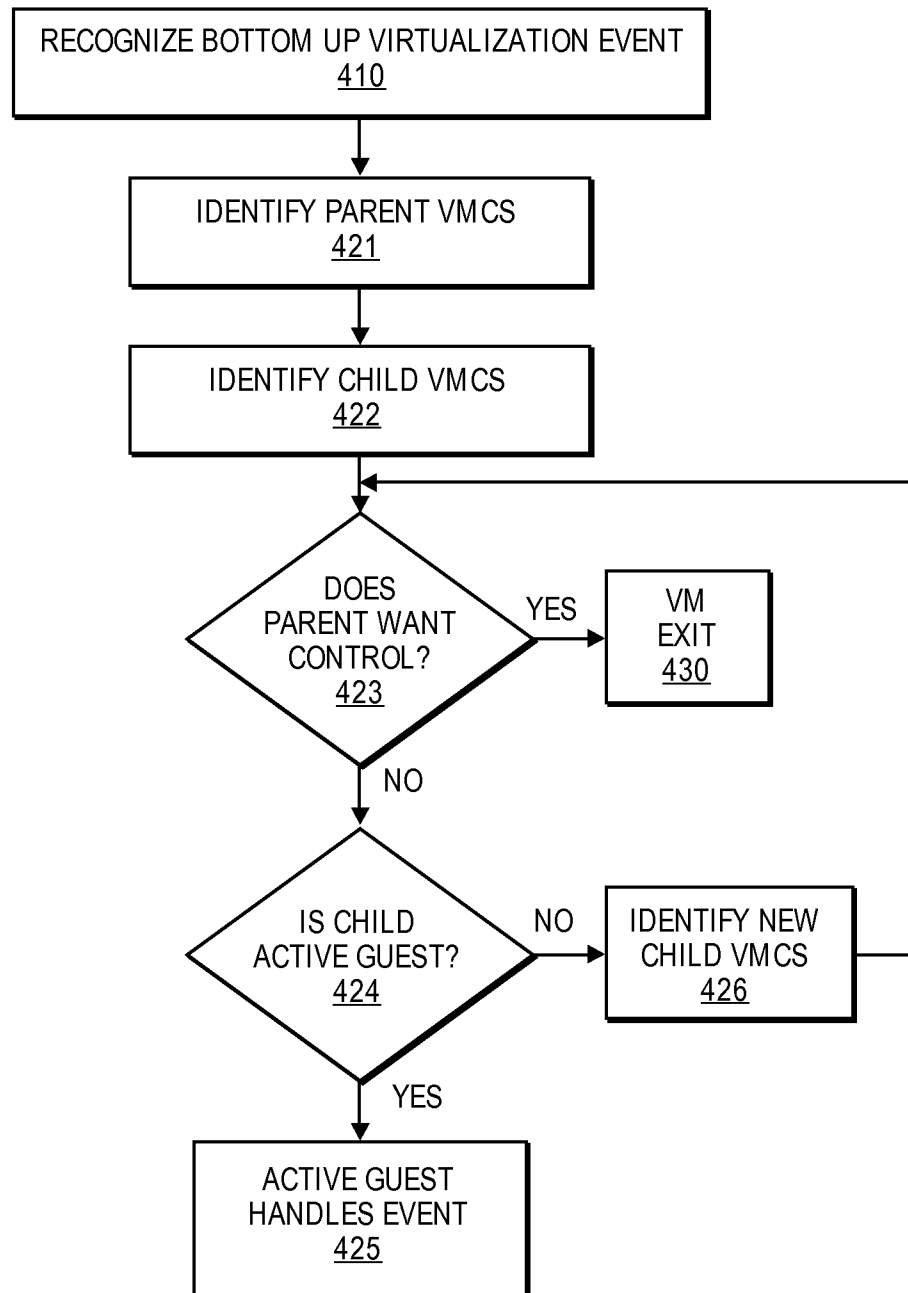 RECOGNIZE BOTTOM UP VIRTUALIZATION EVENT
410
IDENTIFY PARENT VMCS
421
IDENTIFY CHILD VMCS
422
DOES
PARENT WANT
CONTROL?
423
YES
VM
EXIT
430
NO
IS CHILD
ACTIVE GUEST?
424
NO
IDENTIFY NEW
CHILD VMCS
426
YES
ACTIVE GUEST
HANDLES EVENT
425